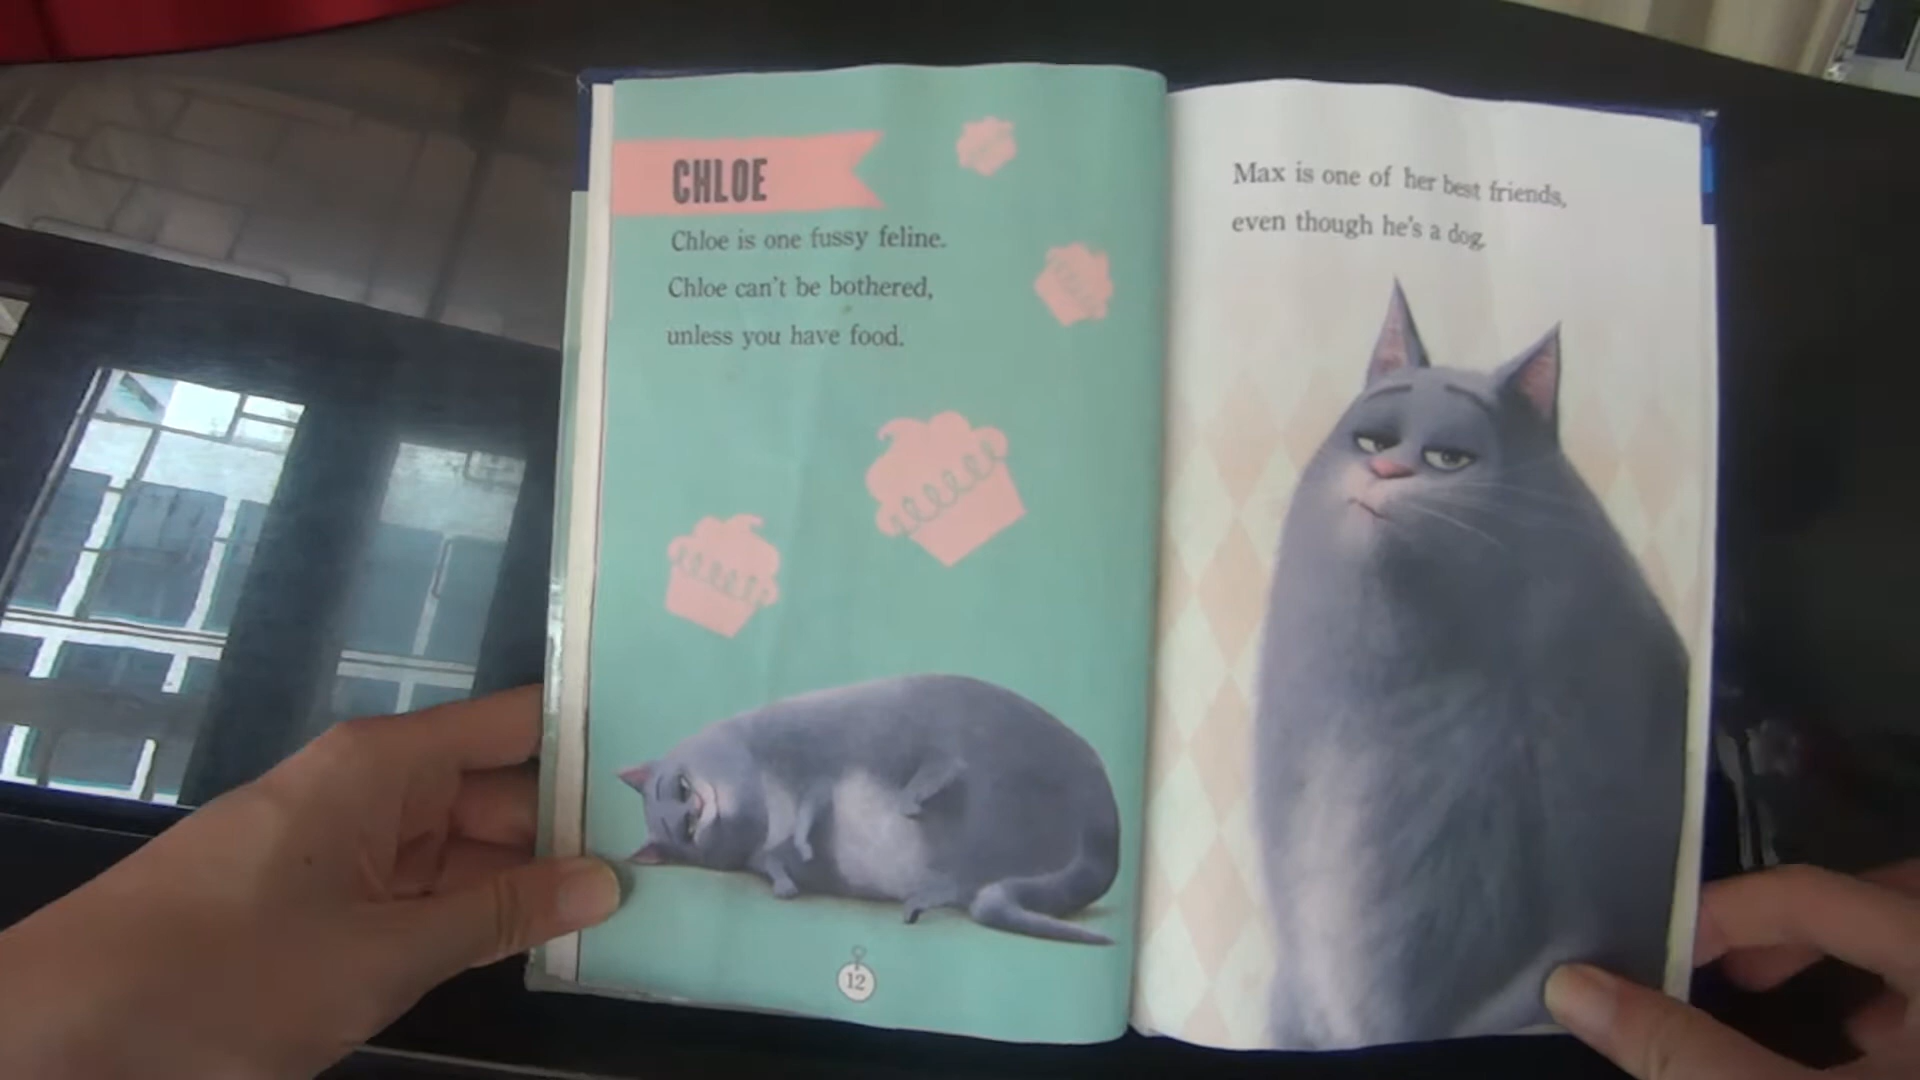 CHLOE
Chloe is one fussy feline.
Chloe can't be bothered,
unless you have food.
12
Max is one of her best friends,
even though he's a dog.